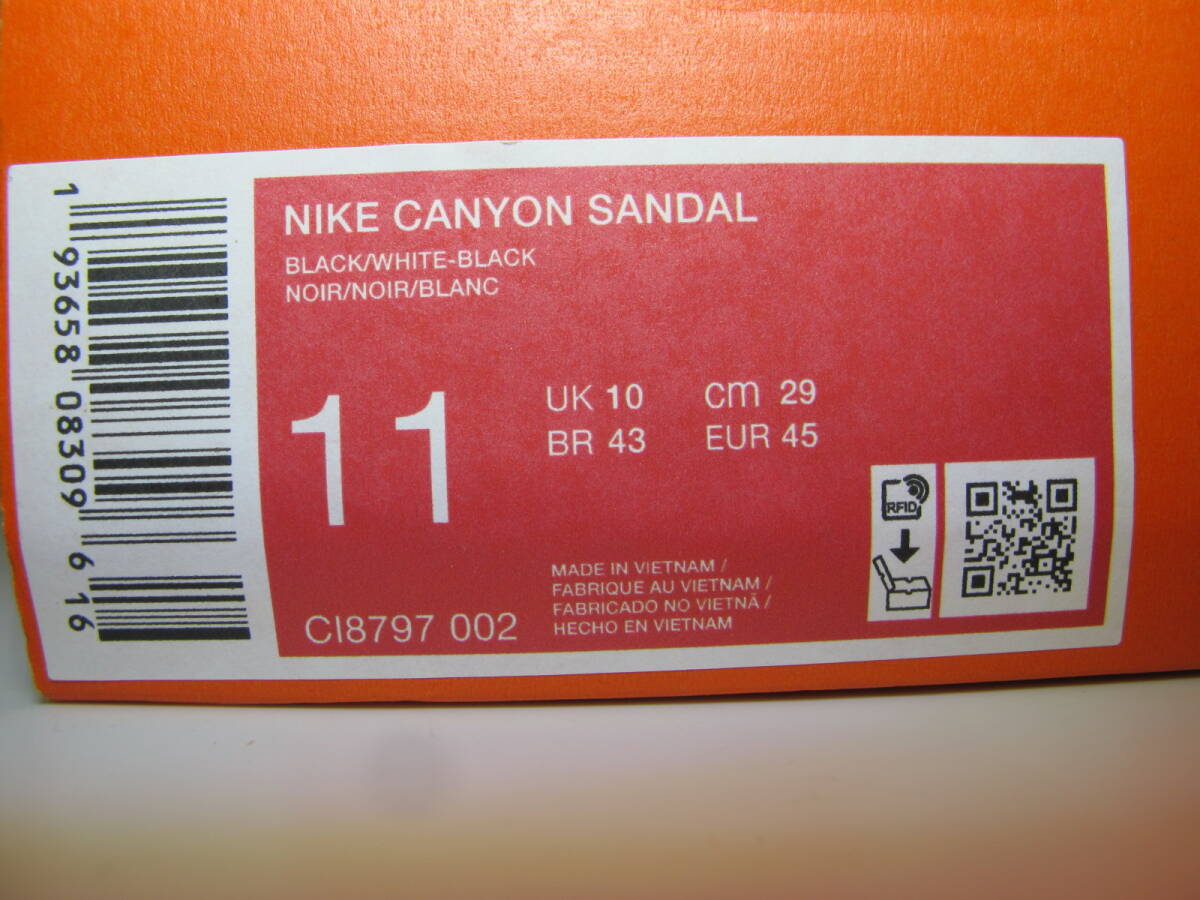 NIKE CANYON SANDAL
BLACK/WHITE-BLACK
NOIR/NOIR/BLANC
11
UK 10 cm 29
BR 43 EUR 45
MADE IN VIETNAM /
FABRIQUE AU VIETNAM /
FABRICADO NO VIETNÃ /
HECHO EN VIETNAM
CI8797 002
RFID
1 93658 08309 6 16